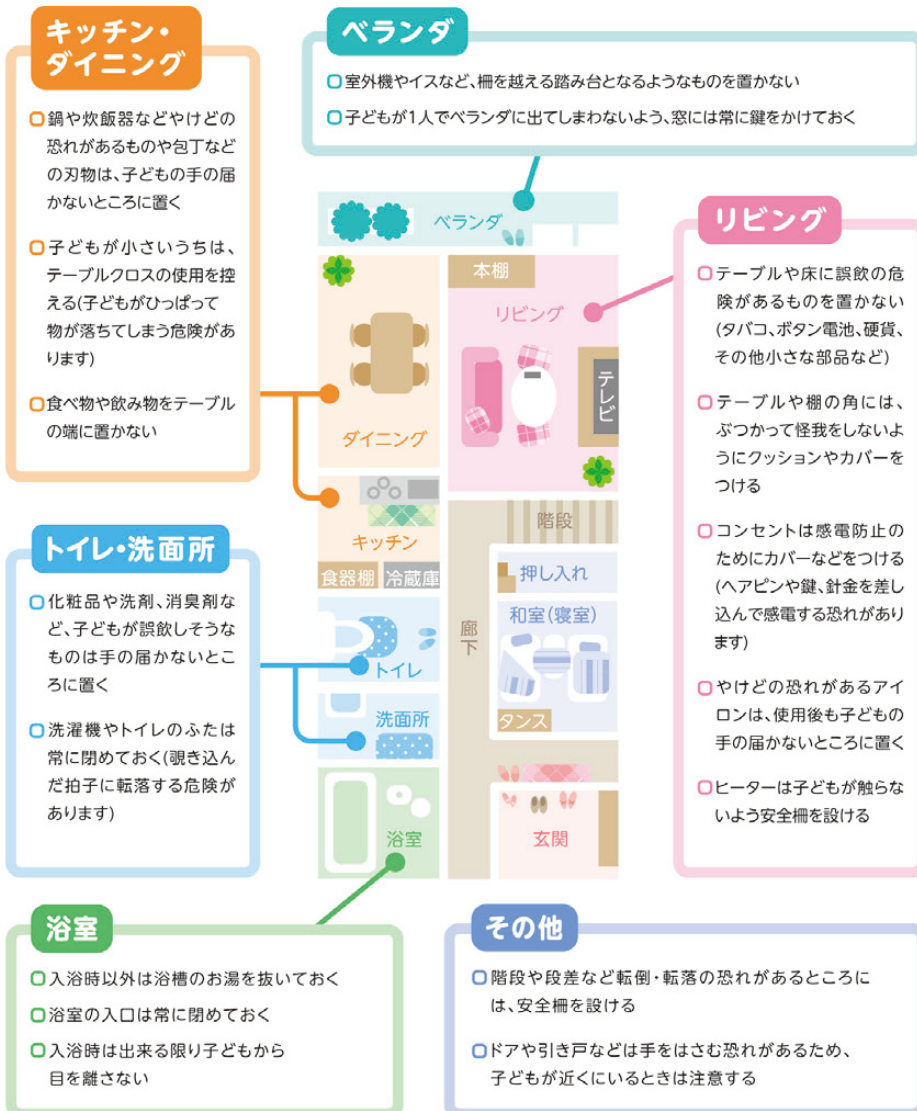 キッチン・
ダイニング
鍋や炊飯器などやけどの
恐れがあるものや包丁など
の刃物は、子どもの手の届
かないところに置く
子どもが小さいうちは、
テーブルクロスの使用を控
える(子どもがひっぱって
物が落ちてしまう危険があ
ります)
食べ物や飲み物をテーブル
の端に置かない
ベランダ
室外機やイスなど、柵を越える踏み台となるようなものを置かない
子どもが1人でベランダに出てしまわないよう、窓には常に鍵をかけておく
リビング
テーブルや床に誤飲の危
険があるものを置かない
(タバコ、ボタン電池、硬貨、
その他小さな部品など)
テーブルや棚の角には、
ぶつかって怪我をしないよ
うにクッションやカバーを
つける
コンセントは感電防止の
ためにカバーなどをつける
(ヘアピンや鍵、針金を差し
込んで感電する恐れがあり
ます)
やけどの恐れがあるアイ
ロンは、使用後も子どもの
手の届かないところに置く
ヒーターは子どもが触らな
いよう安全柵を設ける
ベランダ
本棚
リビング
テレビ
ダイニング
キッチン
食器棚
冷蔵庫
階段
押し入れ
和室(寝室)
タンス
廊下
トイレ
洗面所
浴室
玄関
トイレ・洗面所
化粧品や洗剤、消臭剤な
ど、子どもが誤飲しそうな
ものは手の届かないとこ
ろに置く
洗濯機やトイレのふたは
常に閉めておく(覗き込ん
だ拍子に転落する危険が
あります)
浴室
入浴時以外は浴槽のお湯を抜いておく
浴室の入口は常に閉めておく
入浴時は出来る限り子どもから
目を離さない
その他
階段や段差など転倒・転落の恐れがあるところに
は、安全柵を設ける
ドアや引き戸などは手をはさむ恐れがあるため、
子どもが近くにいるときは注意する